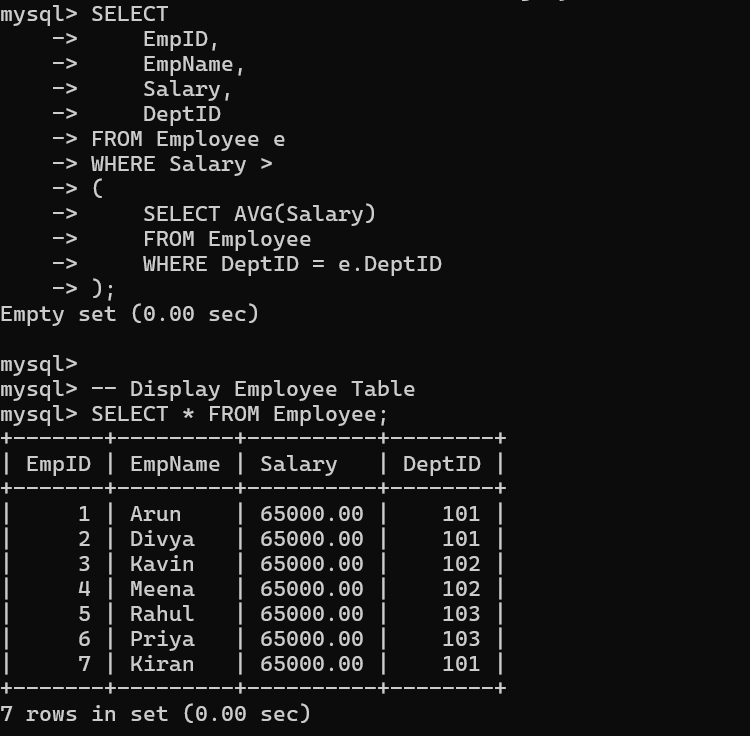 mysql> SELECT
    ->     EmpID,
    ->     EmpName,
    ->     Salary,
    ->     DeptID
    -> FROM Employee e
    -> WHERE Salary >
    -> (
    ->     SELECT AVG(Salary)
    ->     FROM Employee
    ->     WHERE DeptID = e.DeptID
    -> );
Empty set (0.00 sec)

mysql>
mysql> -- Display Employee Table
mysql> SELECT * FROM Employee;
+-------+---------+----------+--------+
| EmpID | EmpName | Salary   | DeptID |
+-------+---------+----------+--------+
|     1 | Arun    | 65000.00 |    101 |
|     2 | Divya   | 65000.00 |    101 |
|     3 | Kavin   | 65000.00 |    102 |
|     4 | Meena   | 65000.00 |    102 |
|     5 | Rahul   | 65000.00 |    103 |
|     6 | Priya   | 65000.00 |    103 |
|     7 | Kiran   | 65000.00 |    101 |
+-------+---------+----------+--------+
7 rows in set (0.00 sec)